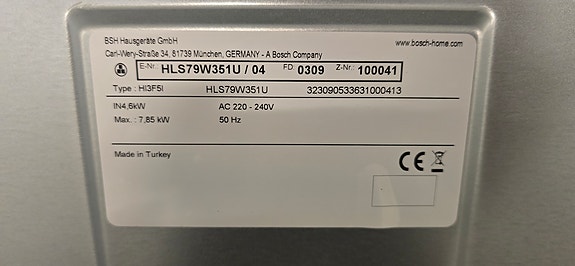 BSH Hausgeräte GmbH www.bosch-home.com
Carl-Wery-Straße 34, 81739 München, GERMANY - A Bosch Company
E-Nr.: HLS79W351U / 04 FD 0309 Z-Nr.: 100041
Type : HI3F5I HLS79W351U 323090533631000413
IN4,6kW AC 220 - 240V
Max. : 7,85 kW 50 Hz
Made in Turkey
CE